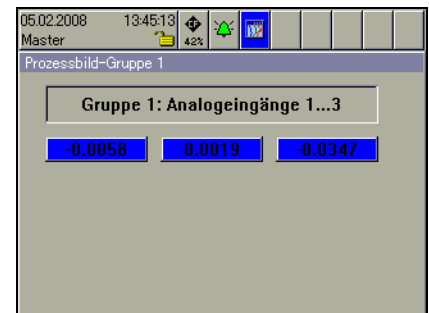 05.02.2008 13:45:13
Master
CF
42%
Prozessbild-Gruppe 1
Gruppe 1: Analogeingänge 1...3
-0.0058 0.0019 -0.0347